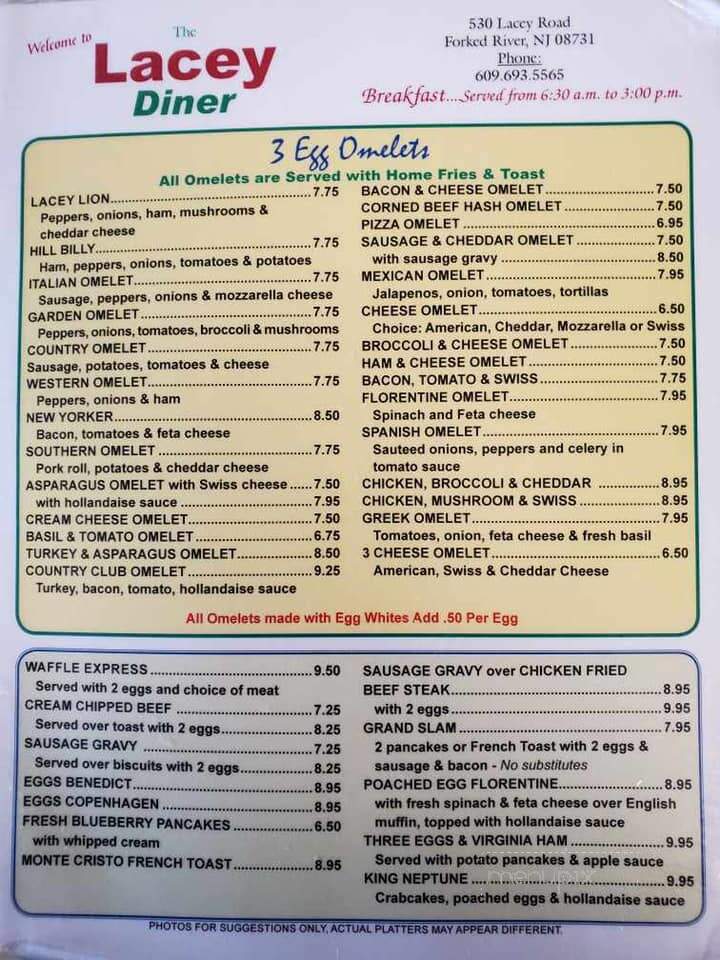 Welcome to
The
Lacey
Diner
530 Lacey Road
Forked River, NJ 08731
Phone:
609.693.5565
Breakfast...Served from 6:30 a.m. to 3:00 p.m.
3 Egg Omelets
All Omelets are Served with Home Fries & Toast
LACEY LION 7.75
Peppers, onions, ham, mushrooms &
cheddar cheese
HILL BILLY 7.75
Ham, peppers, onions, tomatoes & potatoes
ITALIAN OMELET 7.75
Sausage, peppers, onions & mozzarella cheese
GARDEN OMELET 7.75
Peppers, onions, tomatoes, broccoli & mushrooms
COUNTRY OMELET 7.75
Sausage, potatoes, tomatoes & cheese
WESTERN OMELET 7.75
Peppers, onions & ham
NEW YORKER 8.50
Bacon, tomatoes & feta cheese
SOUTHERN OMELET 7.75
Pork roll, potatoes & cheddar cheese
ASPARAGUS OMELET with Swiss cheese 7.50
with hollandaise sauce 7.95
CREAM CHEESE OMELET 7.50
BASIL & TOMATO OMELET 6.75
TURKEY & ASPARAGUS OMELET 8.50
COUNTRY CLUB OMELET 9.25
Turkey, bacon, tomato, hollandaise sauce
BACON & CHEESE OMELET 7.50
CORNED BEEF HASH OMELET 7.50
PIZZA OMELET 6.95
SAUSAGE & CHEDDAR OMELET 7.50
with sausage gravy 8.50
MEXICAN OMELET 7.95
Jalapenos, onion, tomatoes, tortillas
CHEESE OMELET 6.50
Choice: American, Cheddar, Mozzarella or Swiss
BROCCOLI & CHEESE OMELET 7.50
HAM & CHEESE OMELET 7.50
BACON, TOMATO & SWISS 7.75
FLORENTINE OMELET 7.95
Spinach and Feta cheese
SPANISH OMELET 7.95
Sauteed onions, peppers and celery in
tomato sauce
CHICKEN, BROCCOLI & CHEDDAR 8.95
CHICKEN, MUSHROOM & SWISS 8.95
GREEK OMELET 7.95
Tomatoes, onion, feta cheese & fresh basil
3 CHEESE OMELET 6.50
American, Swiss & Cheddar Cheese
All Omelets made with Egg Whites Add .50 Per Egg
WAFFLE EXPRESS 9.50
Served with 2 eggs and choice of meat
CREAM CHIPPED BEEF 7.25
Served over toast with 2 eggs 8.25
SAUSAGE GRAVY 7.25
Served over biscuits with 2 eggs 8.25
EGGS BENEDICT 8.95
EGGS COPENHAGEN 8.95
FRESH BLUEBERRY PANCAKES 6.50
with whipped cream
MONTE CRISTO FRENCH TOAST 8.95
SAUSAGE GRAVY over CHICKEN FRIED
BEEF STEAK 8.95
with 2 eggs 9.95
GRAND SLAM 7.95
2 pancakes or French Toast with 2 eggs &
sausage & bacon - No substitutes
POACHED EGG FLORENTINE 8.95
with fresh spinach & feta cheese over English
muffin, topped with hollandaise sauce
THREE EGGS & VIRGINIA HAM 9.95
Served with potato pancakes & apple sauce
KING NEPTUNE 9.95
Crabcakes, poached eggs & hollandaise sauce
menupix
PHOTOS FOR SUGGESTIONS ONLY, ACTUAL PLATTERS MAY APPEAR DIFFERENT.